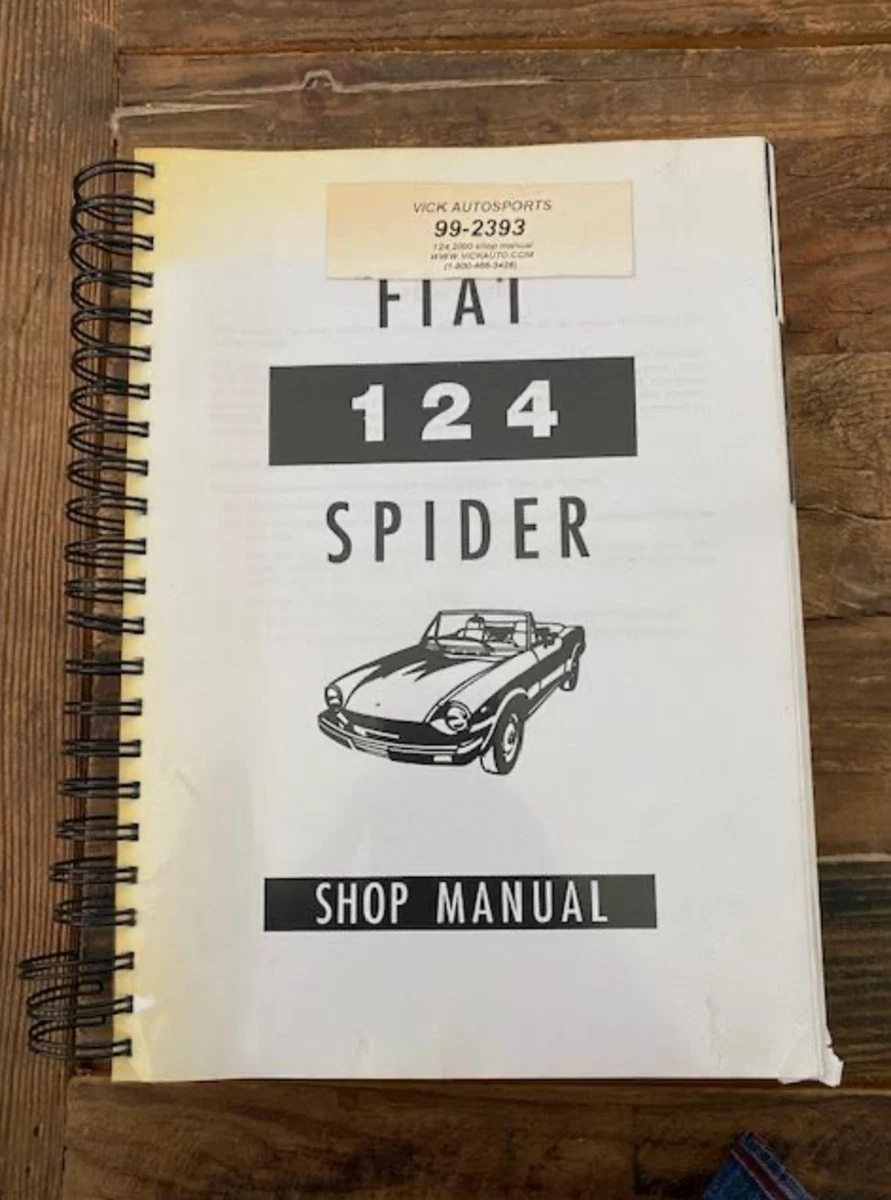 VICK AUTOSPORTS
99-2393
124,2000 shop manual
WWW.VICKAUTO.COM
FIAT
124
SPIDER
SHOP MANUAL